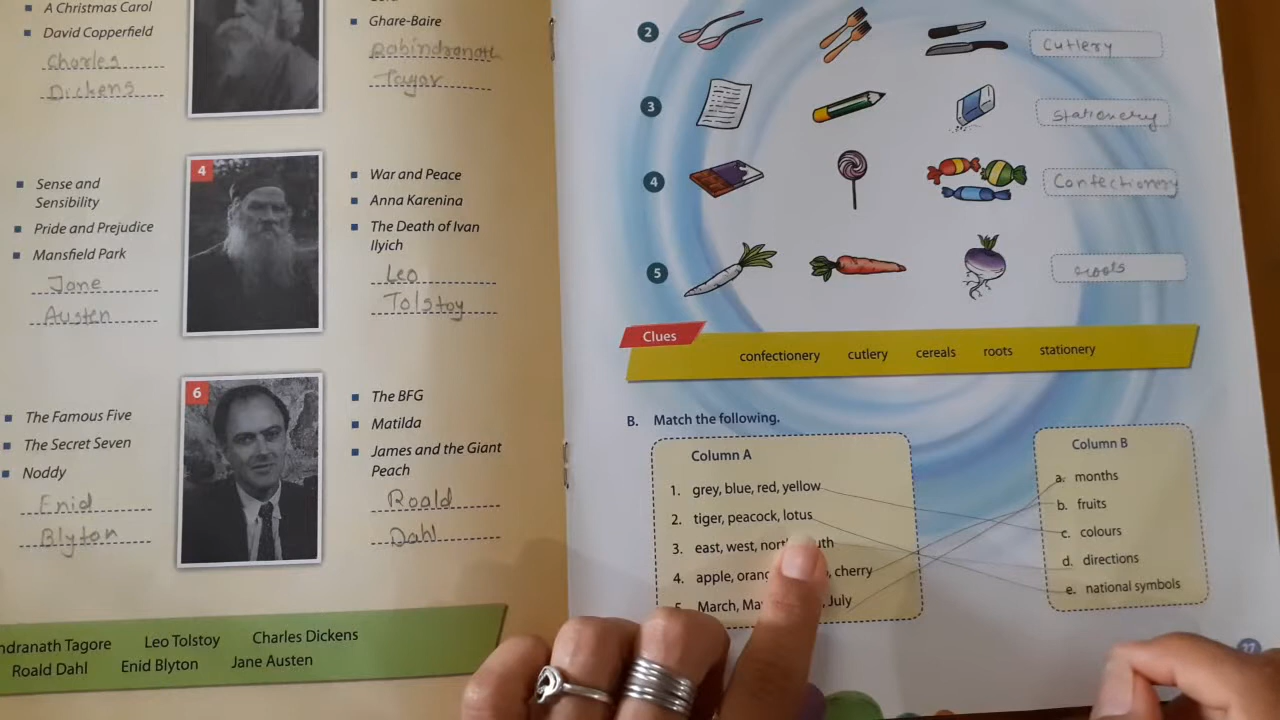 A Christmas Carol
David Copperfield
Charles
Dickens
Ghare-Baire
Rabindranath
Tagor
4
Sense and
Sensibility
Pride and Prejudice
Mansfield Park
Jane
Austen
War and Peace
Anna Karenina
The Death of Ivan
Ilyich
Leo
Tolstoy
6
The Famous Five
The Secret Seven
Noddy
Enid
Blyton
The BFG
Matilda
James and the Giant
Peach
Roald
Dahl
Tagore Leo Tolstoy Charles Dickens
Roald Dahl Enid Blyton Jane Austen
2 Cutlery
3 Stationery
4 Confectionery
5 roots
Clues
confectionery cutlery cereals roots stationery
B. Match the following.
Column A
1. grey, blue, red, yellow
2. tiger, peacock, lotus
3. east, west,
4. apple, cherry
5. March, July
Column B
a. months
b. fruits
c. colours
d. directions
e. national symbols